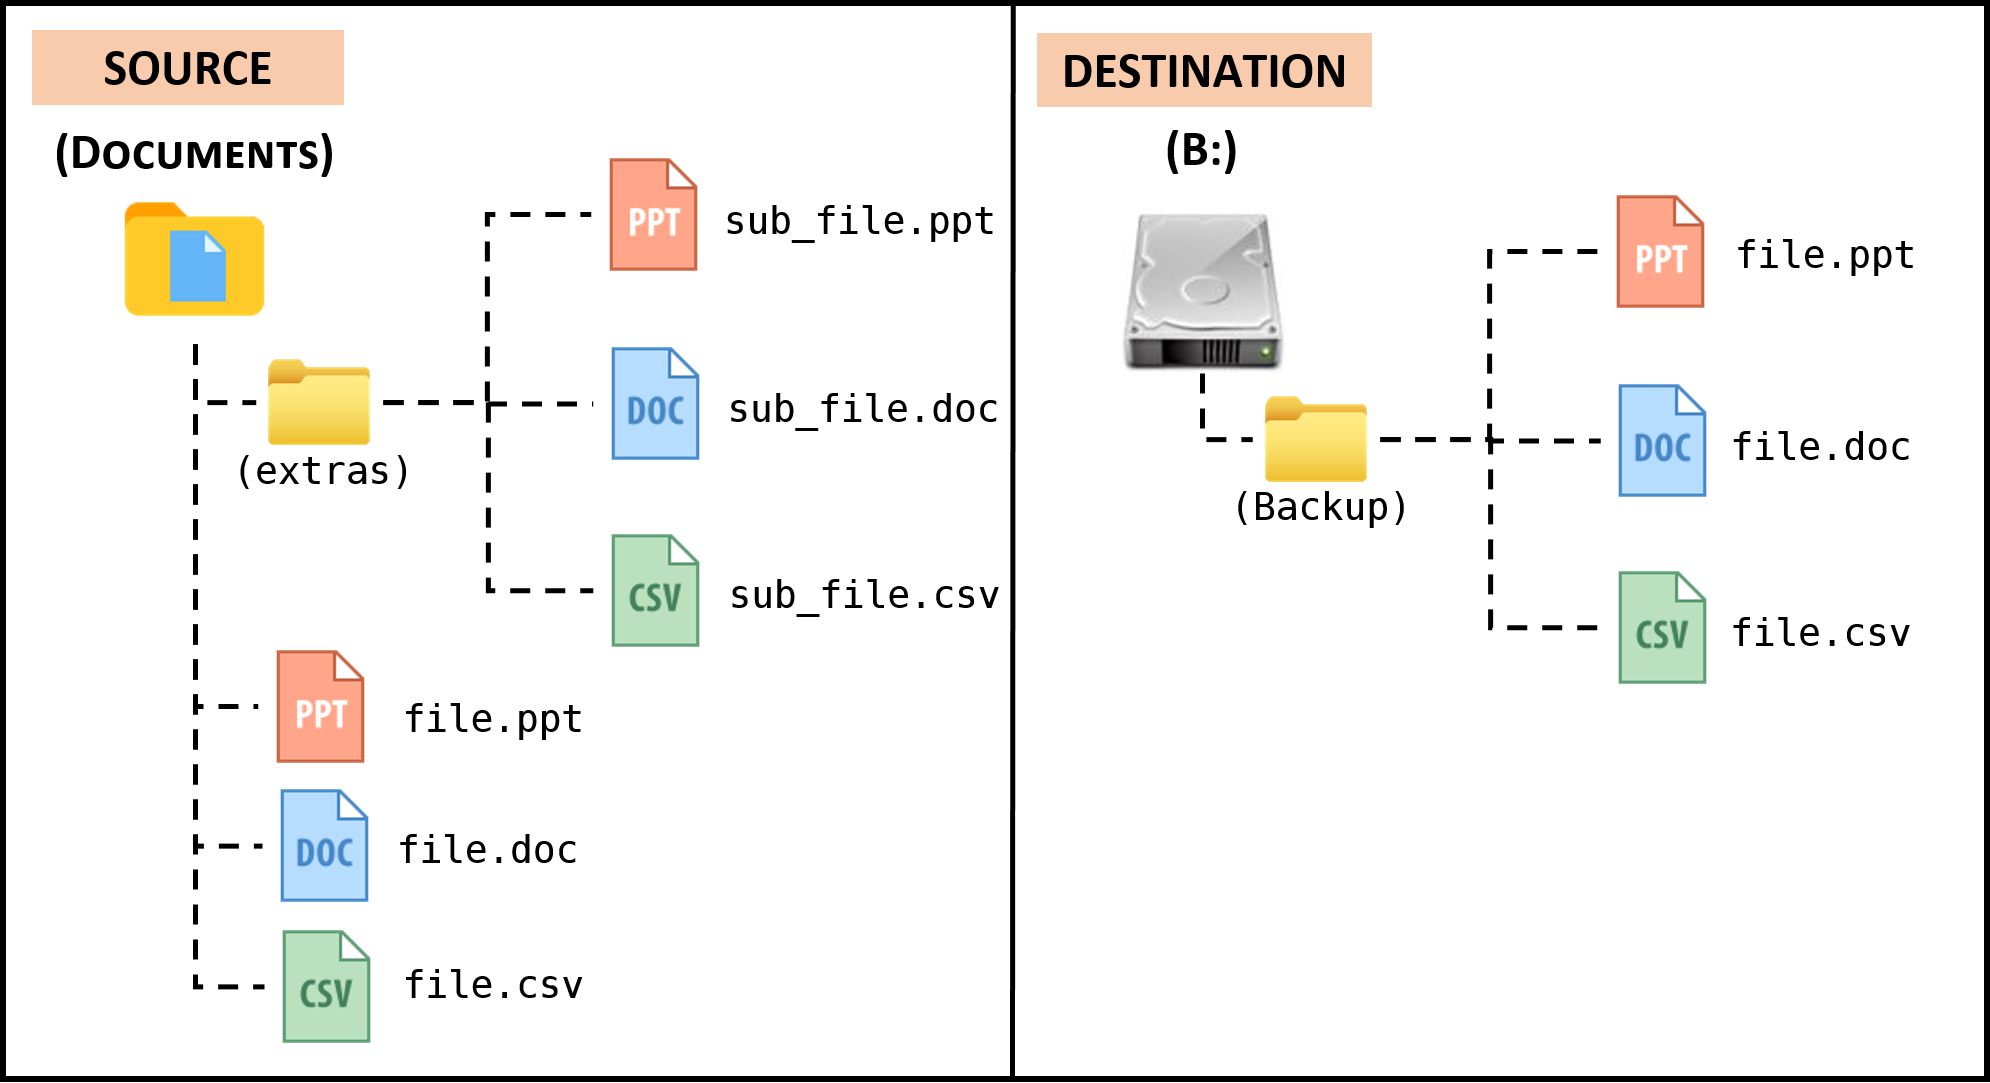 SOURCE
(DOCUMENTS)
PPT
sub_file.ppt
DOC
sub_file.doc
(extras)
CSV
sub_file.csv
PPT
file.ppt
DOC
file.doc
CSV
file.csv
DESTINATION
(B:)
PPT
file.ppt
DOC
file.doc
(Backup)
CSV
file.csv